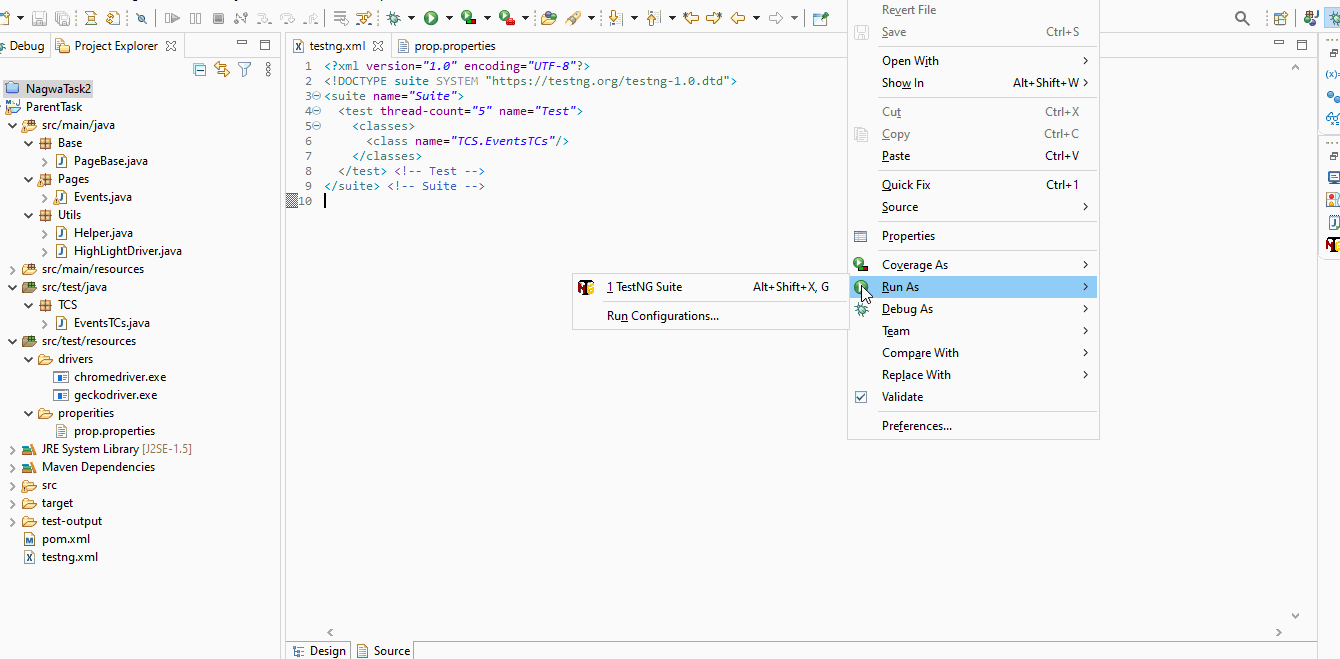 Debug
Project Explorer
NagwaTask2
ParentTask
src/main/java
Base
PageBase.java
Pages
Events.java
Utils
Helper.java
HighLightDriver.java
src/main/resources
src/test/java
TCS
EventsTCs.java
src/test/resources
drivers
chromedriver.exe
geckodriver.exe
properities
prop.properties
JRE System Library [J2SE-1.5]
Maven Dependencies
src
target
test-output
pom.xml
testng.xml
testng.xml
prop.properties
1 <?xml version="1.0" encoding="UTF-8"?>
2 <!DOCTYPE suite SYSTEM "https://testng.org/testng-1.0.dtd">
3 <suite name="Suite">
4 <test thread-count="5" name="Test">
5 <classes>
6 <class name="TCS.EventsTCs"/>
7 </classes>
8 </test> <!-- Test -->
9 </suite> <!-- Suite -->
10
Design
Source
1 TestNG Suite Alt+Shift+X, G
Run Configurations...
Revert File
Save Ctrl+S
Open With
Show In Alt+Shift+W
Cut Ctrl+X
Copy Ctrl+C
Paste Ctrl+V
Quick Fix Ctrl+1
Source
Properties
Coverage As
Run As
Debug As
Team
Compare With
Replace With
Validate
Preferences...